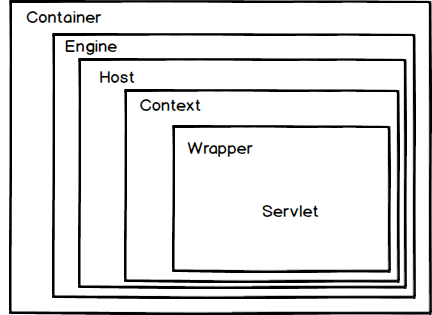 Container
Engine
Host
Context
Wrapper
Servlet